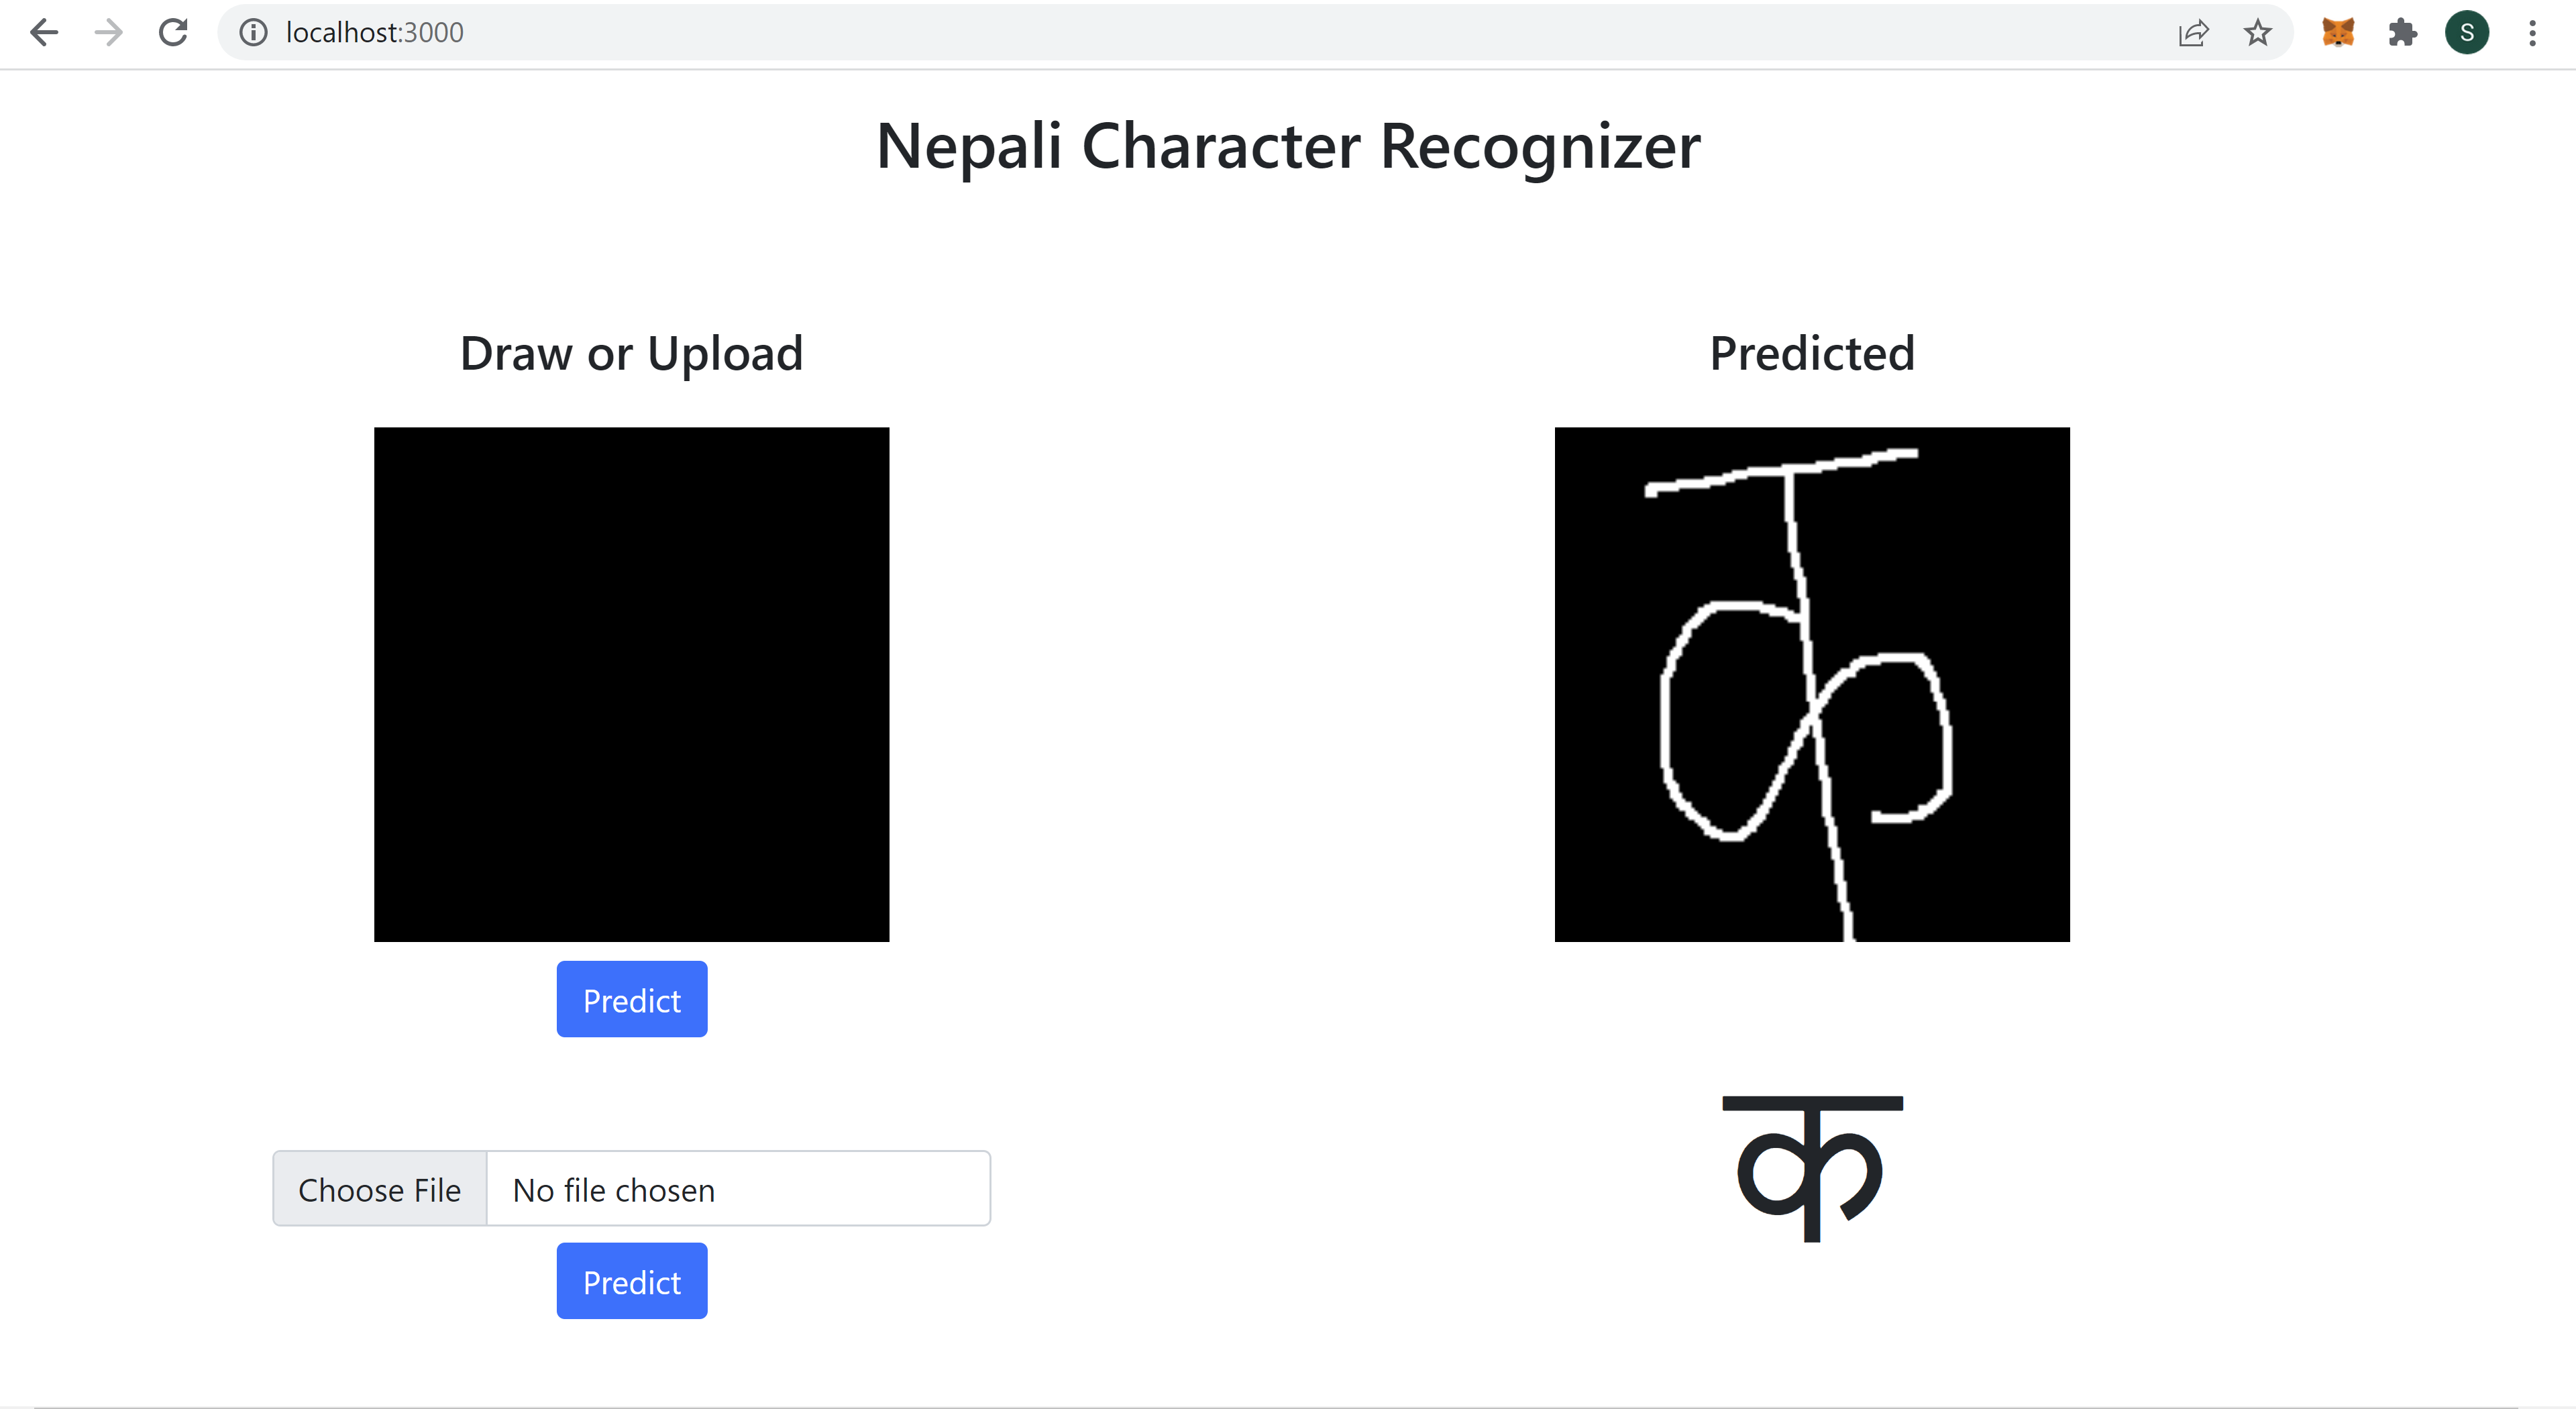 localhost:3000
S
Nepali Character Recognizer
Draw or Upload
Predicted
क
Predict
Choose File No file chosen
क
Predict